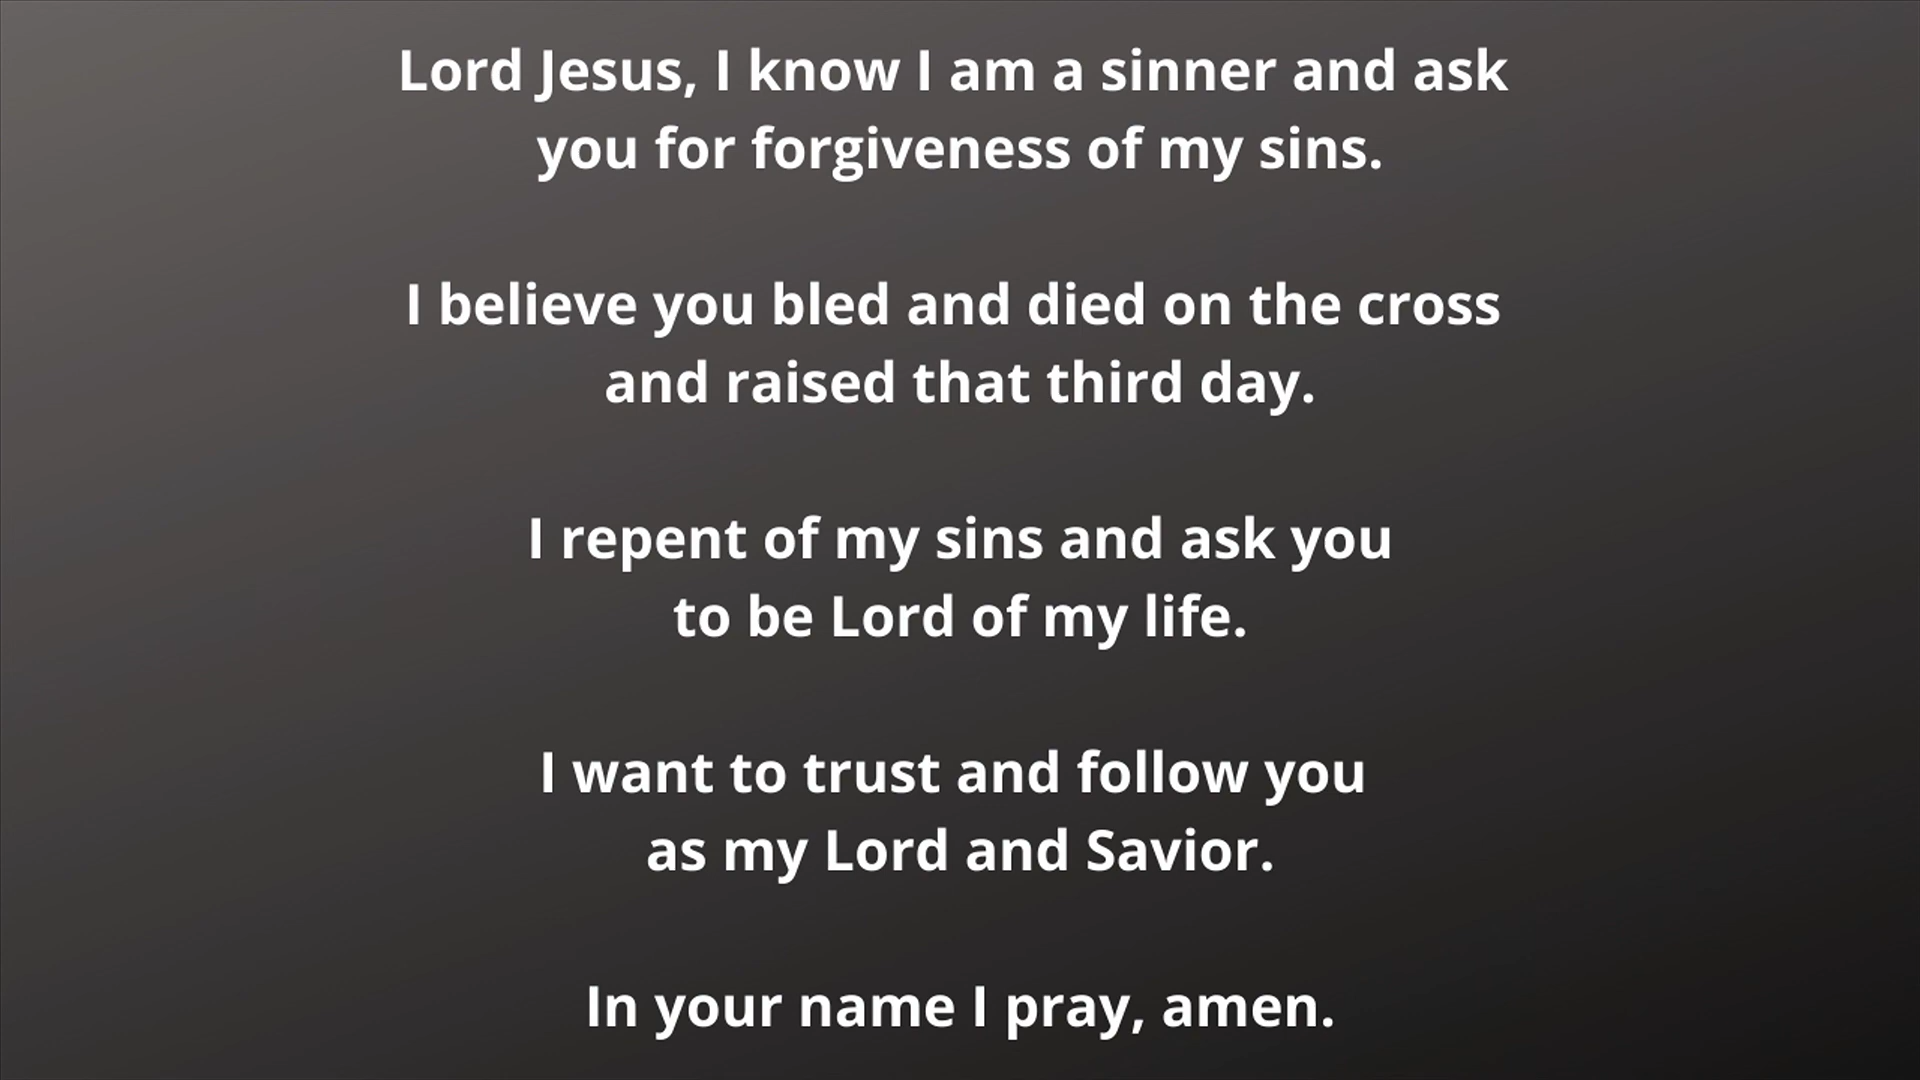 Lord Jesus, I know I am a sinner and ask
you for forgiveness of my sins.
I believe you bled and died on the cross
and raised that third day.
I repent of my sins and ask you
to be Lord of my life.
I want to trust and follow you
as my Lord and Savior.
In your name I pray, amen.